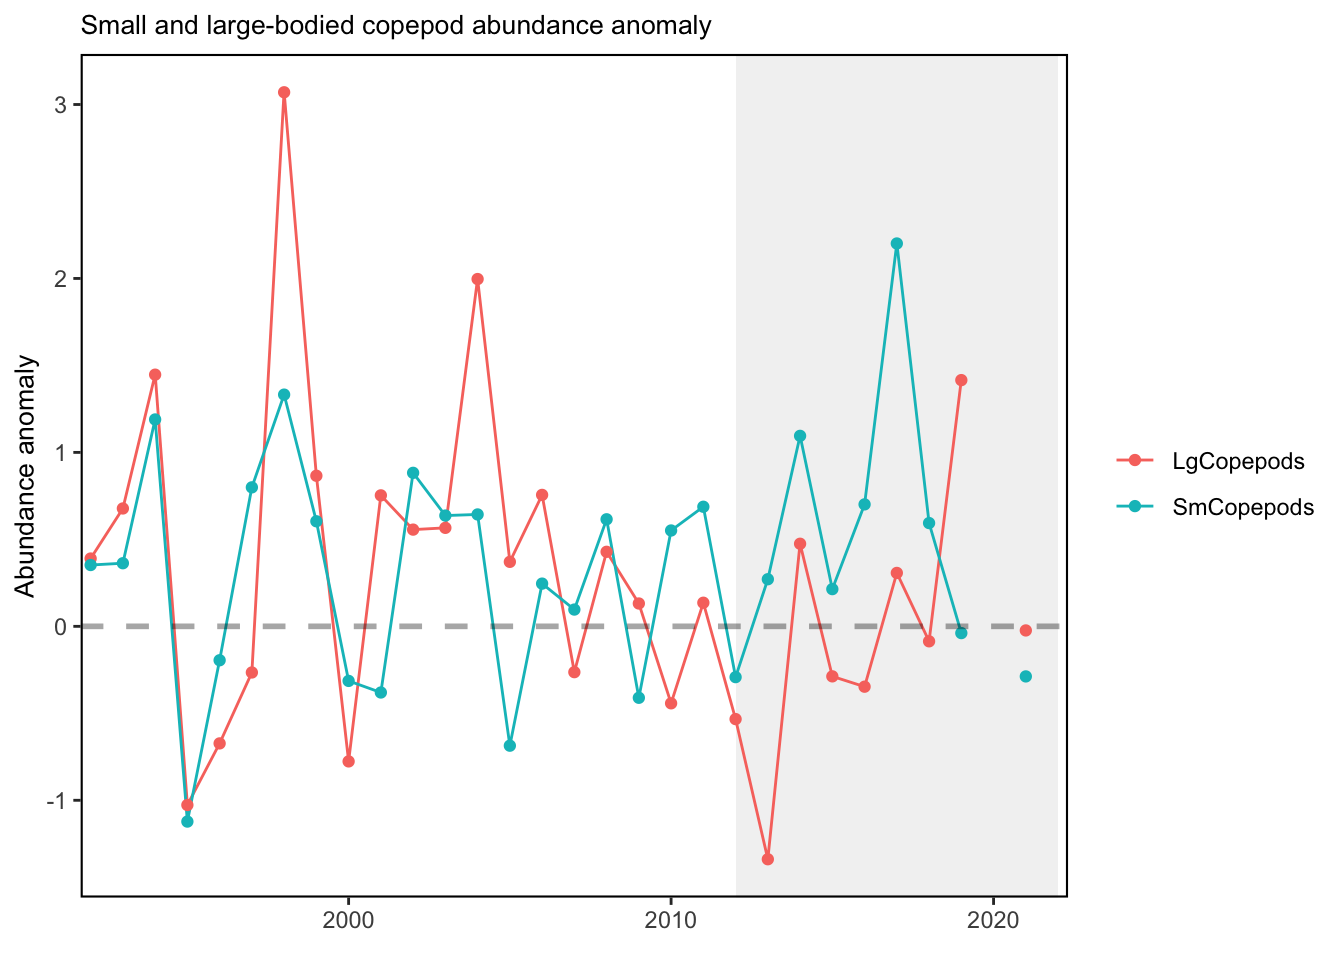 Small and large-bodied copepod abundance anomaly
Abundance anomaly
3
2
1
0
-1
2000
2010
2020
LgCopepods
SmCopepods